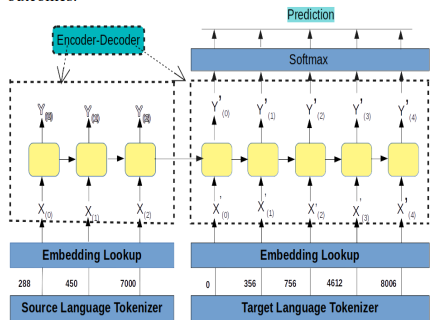 Prediction
Encoder-Decoder
Softmax
Y(0) Y(1) Y(2)
Y'(0) Y'(1) Y'(2) Y'(3) Y'(4)
X(0) X(1) X(2)
X'(0) X'(1) X'(2) X'(3) X'(4)
Embedding Lookup
Embedding Lookup
288 450 7000
0 356 756 4612 8006
Source Language Tokenizer
Target Language Tokenizer